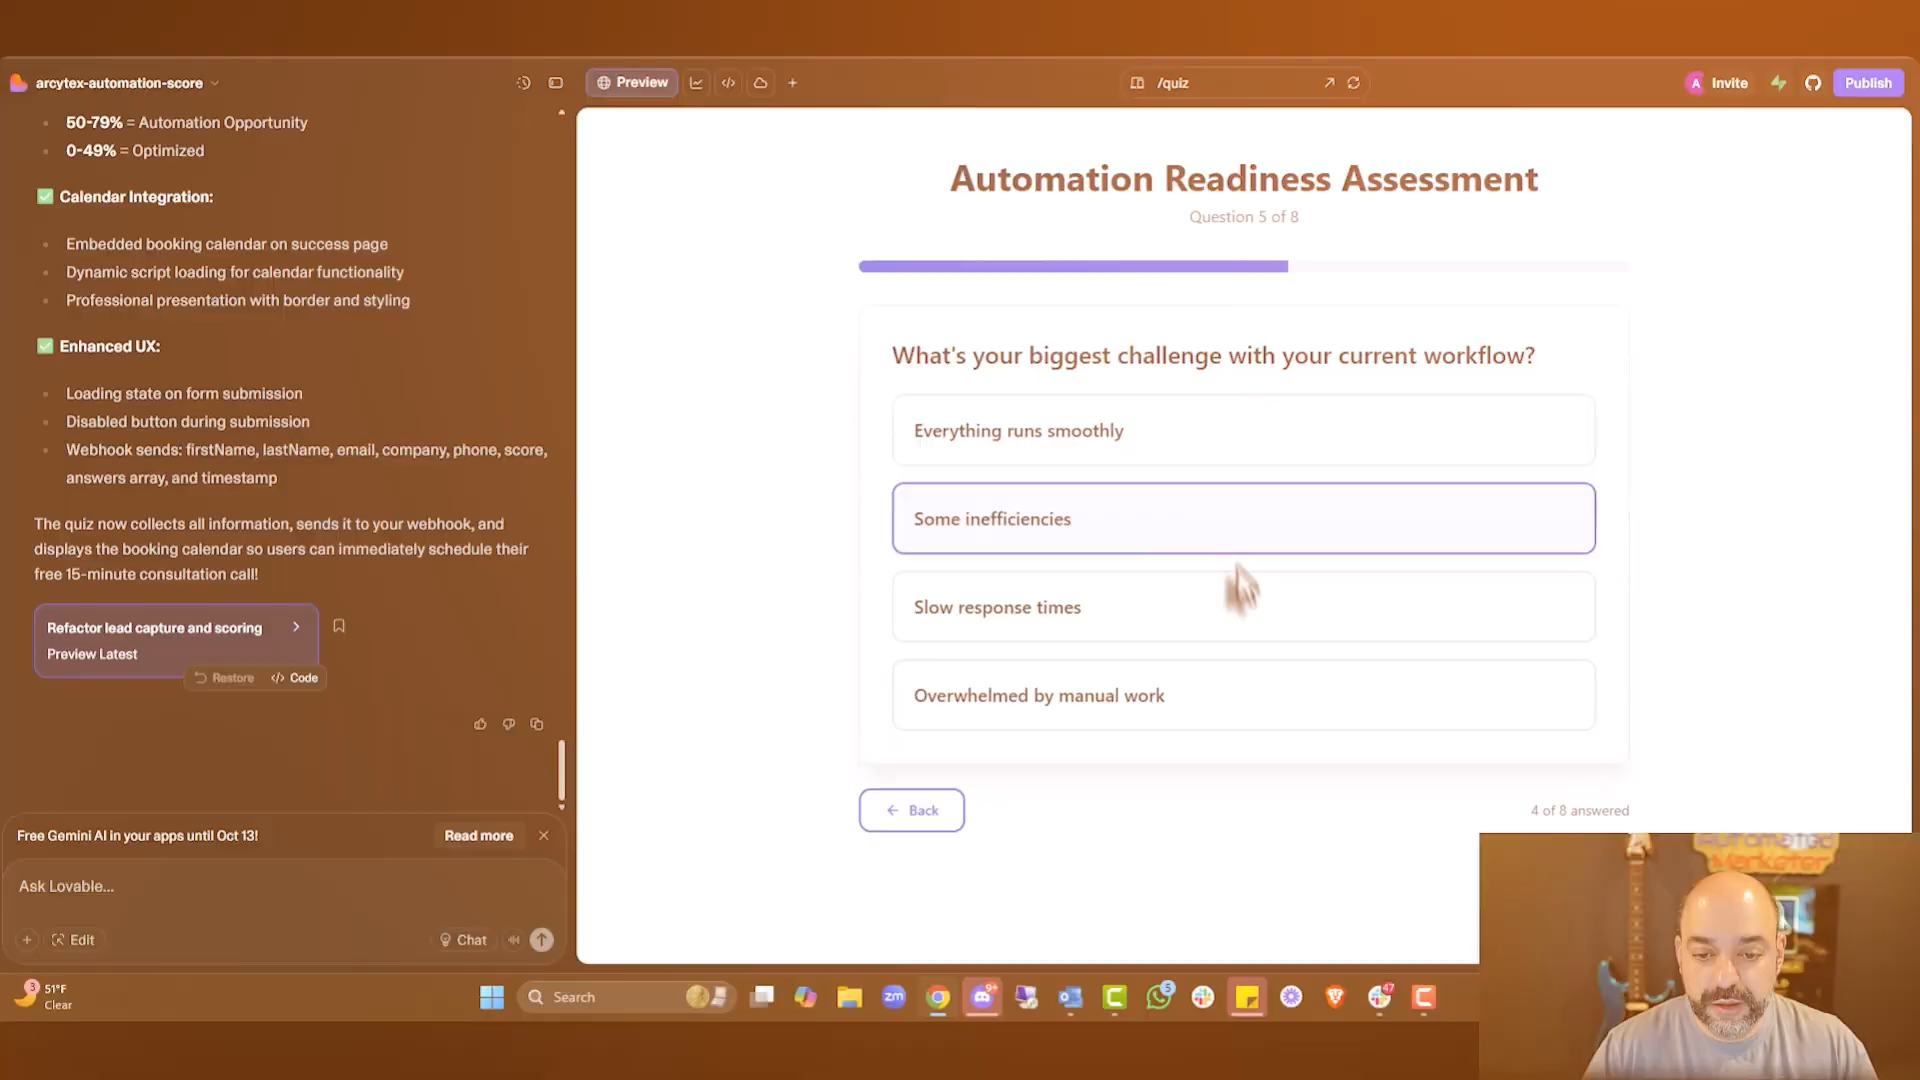 arcytex-automation-score
Preview
/quiz
A
Invite
Publish
50-79% = Automation Opportunity
0-49% = Optimized
Calendar Integration:
Embedded booking calendar on success page
Dynamic script loading for calendar functionality
Professional presentation with border and styling
Enhanced UX:
Loading state on form submission
Disabled button during submission
Webhook sends: firstName, lastName, email, company, phone, score,
answers array, and timestamp
The quiz now collects all information, sends it to your webhook, and
displays the booking calendar so users can immediately schedule their
free 15-minute consultation call!
Refactor lead capture and scoring
Preview Latest
Restore
Code
Free Gemini AI in your apps until Oct 13!
Read more
Ask Lovable...
Edit
Chat
Automation Readiness Assessment
Question 5 of 8
What's your biggest challenge with your current workflow?
Everything runs smoothly
Some inefficiencies
Slow response times
Overwhelmed by manual work
Back
4 of 8 answered
Automated
Marketer
3
51°F
Clear
Search
zm
9+
5
47